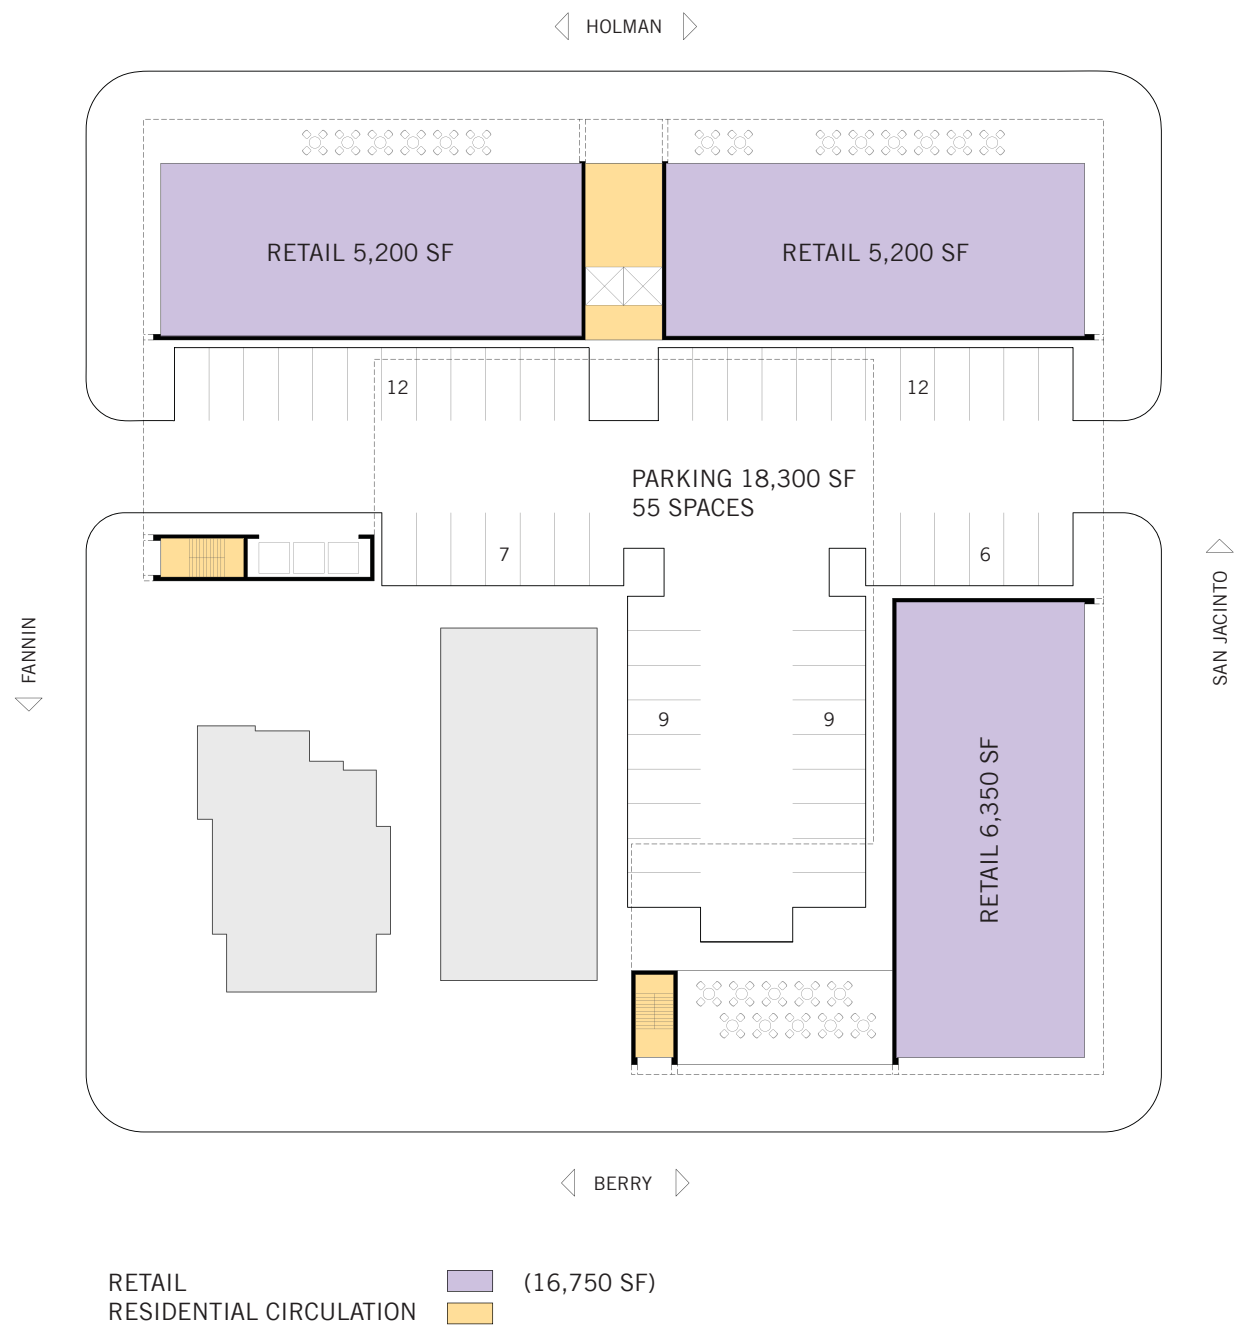 HOLMAN
RETAIL 5,200 SF
RETAIL 5,200 SF
12
12
PARKING 18,300 SF
55 SPACES
7
6
FANNIN
SAN JACINTO
9
9
RETAIL 6,350 SF
BERRY
RETAIL (16,750 SF)
RESIDENTIAL CIRCULATION